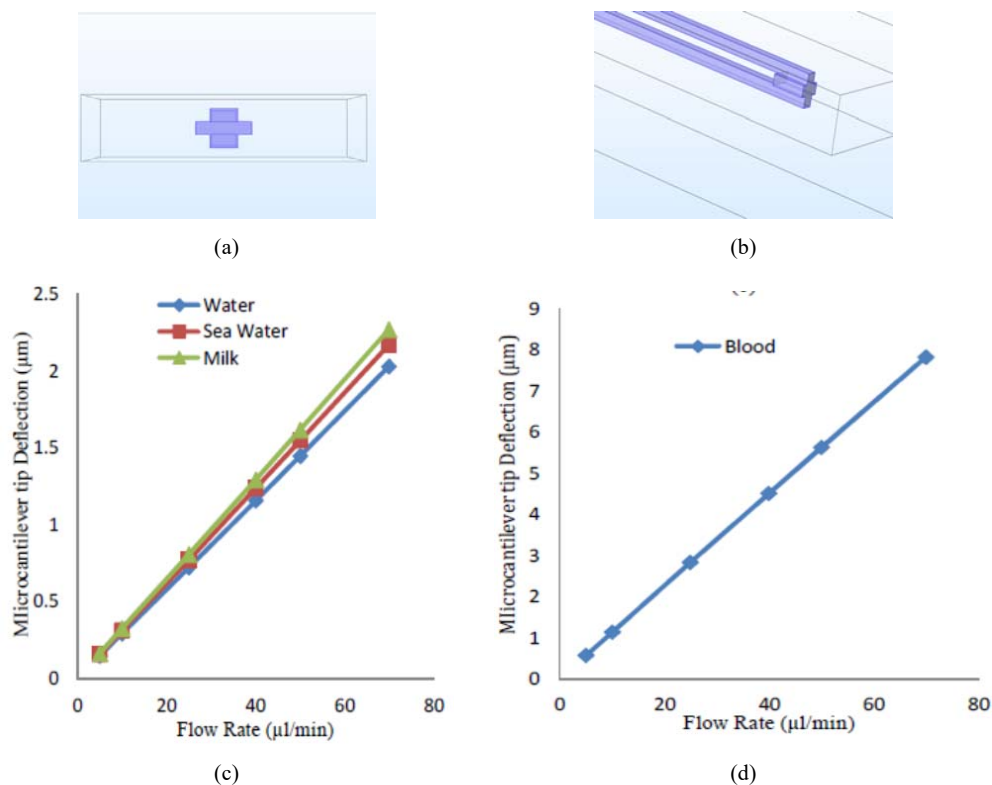 (a)
(b)
MIicrocantilever tip Deflection (µm)
2.5
2
1.5
1
0.5
0
Water
Sea Water
Milk
0 20 40 60 80
Flow Rate (µl/min)
(c)
MIicrocantilever tip Deflection (µm)
9
8
7
6
5
4
3
2
1
0
Blood
0 20 40 60 80
Flow Rate (µl/min)
(d)